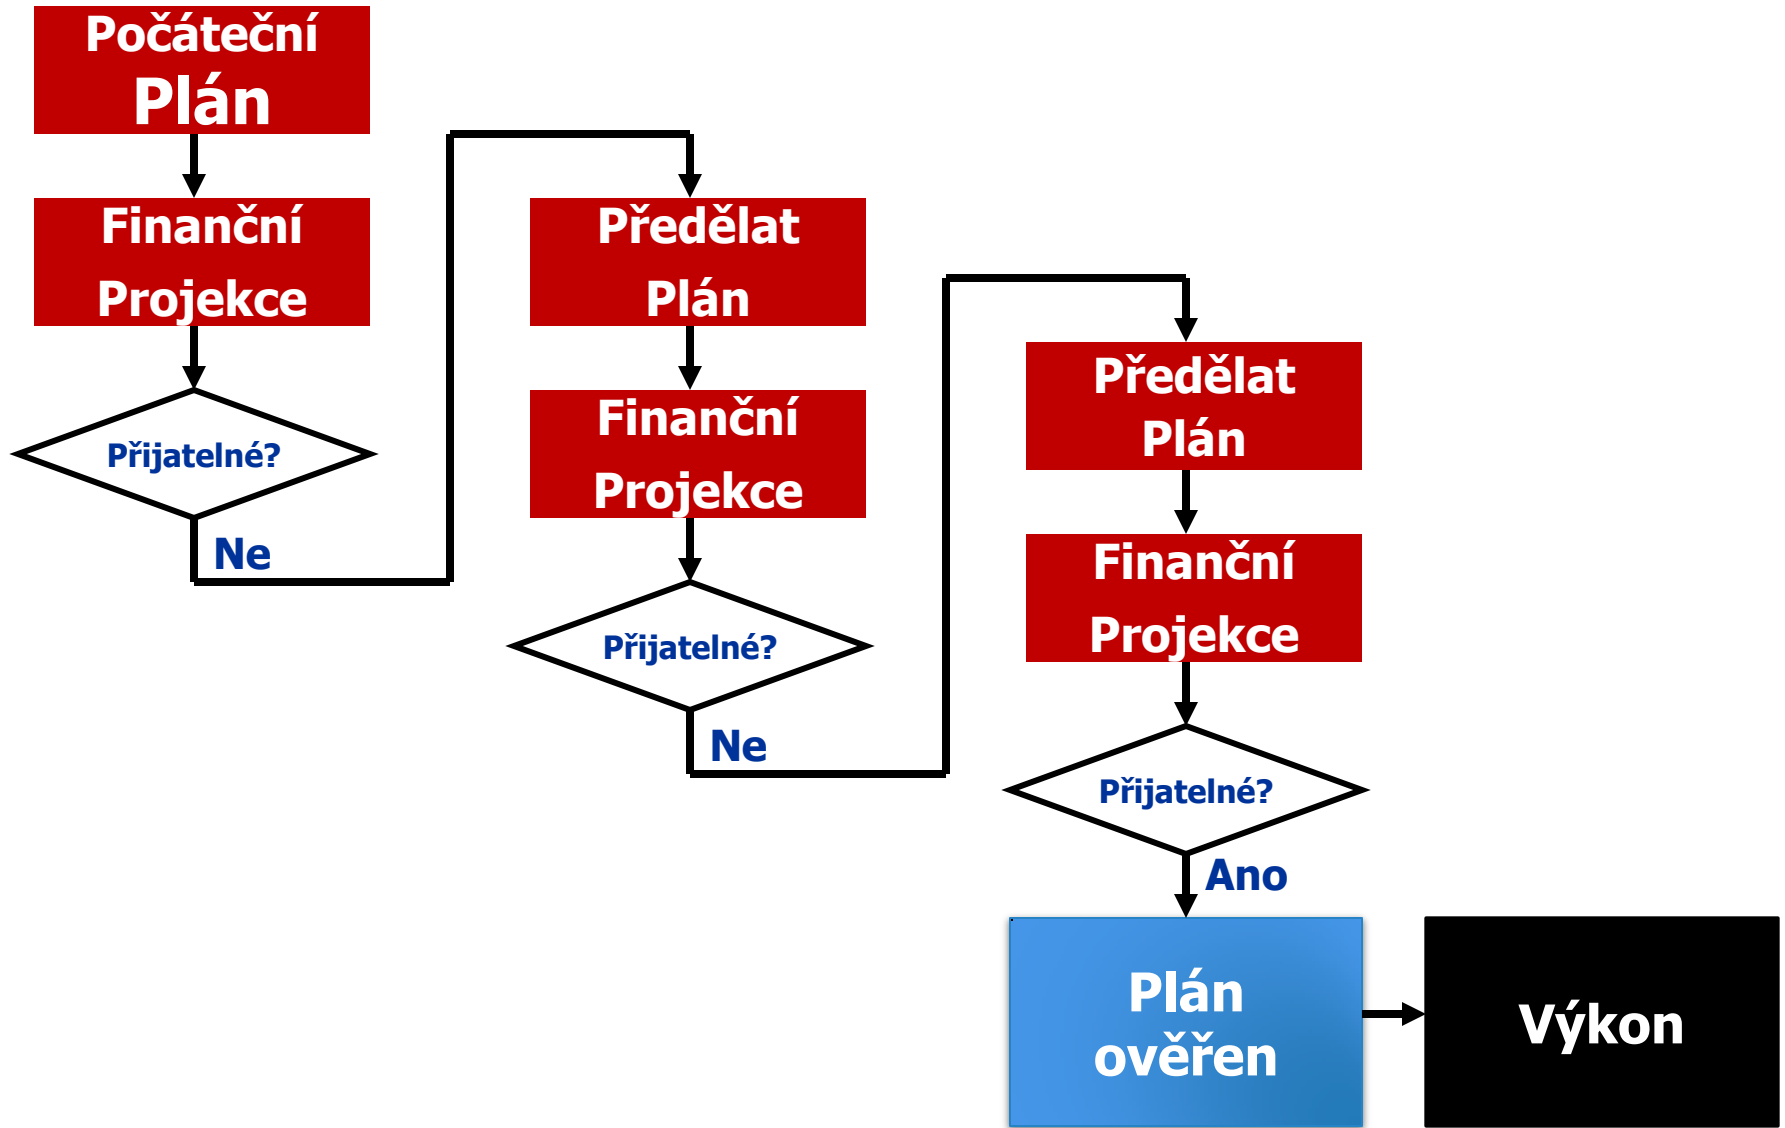 Počáteční
Plán
Finanční
Projekce
Přijatelné?
Ne
Předělat
Plán
Finanční
Projekce
Přijatelné?
Ne
Předělat
Plán
Finanční
Projekce
Přijatelné?
Ano
Plán
ověřen
Výkon